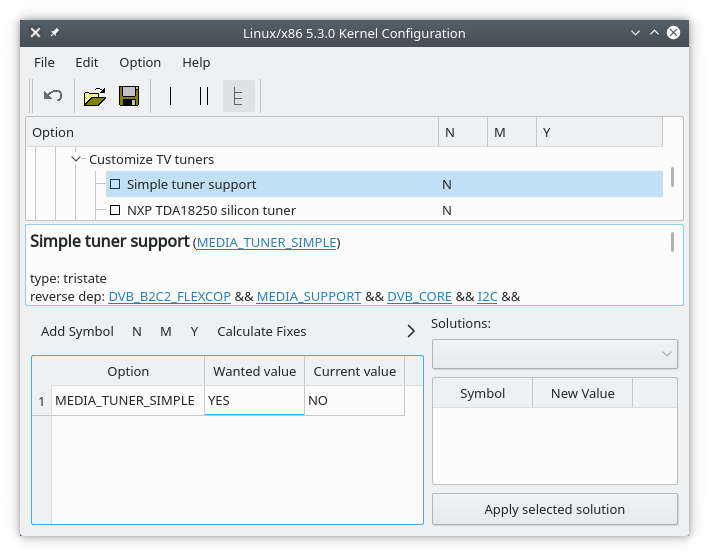 Linux/x86 5.3.0 Kernel Configuration
File Edit Option Help
Option N M Y
Customize TV tuners
Simple tuner support N
NXP TDA18250 silicon tuner N
Simple tuner support (MEDIA_TUNER_SIMPLE)
type: tristate
reverse dep: DVB_B2C2_FLEXCOP && MEDIA_SUPPORT && DVB_CORE && I2C &&
Add Symbol N M Y Calculate Fixes
Option Wanted value Current value
1 MEDIA_TUNER_SIMPLE YES NO
Solutions:
Symbol New Value
Apply selected solution